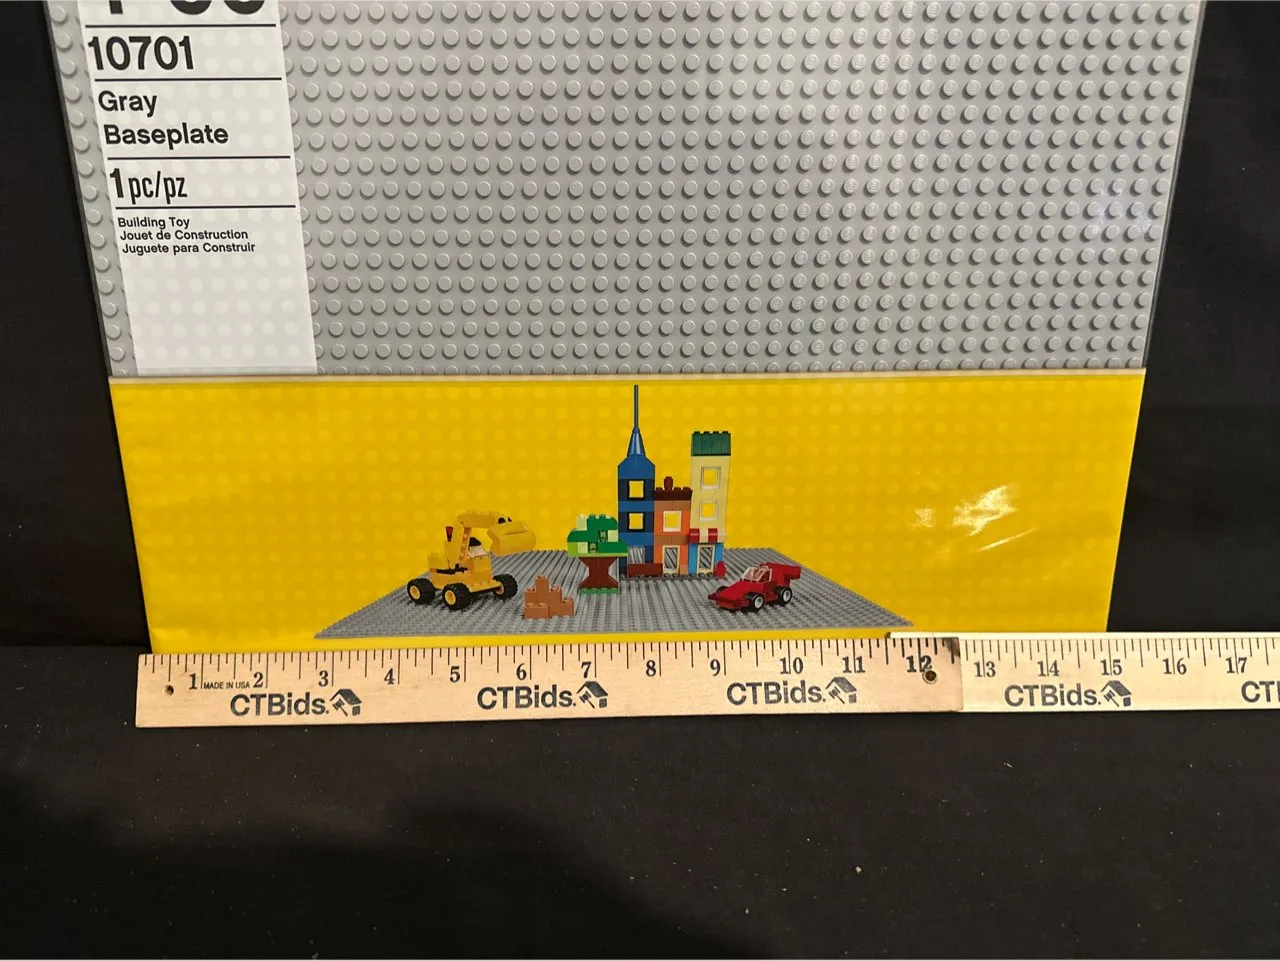 10701
Gray
Baseplate
1pc/pz
Building Toy
Jouet de Construction
Juguete para Construir
1 MADE IN USA 2 3 4 5 6 7 8 9 10 11 12 13 14 15 16 17
CTBids. CTBids. CTBids. CTBids. CT